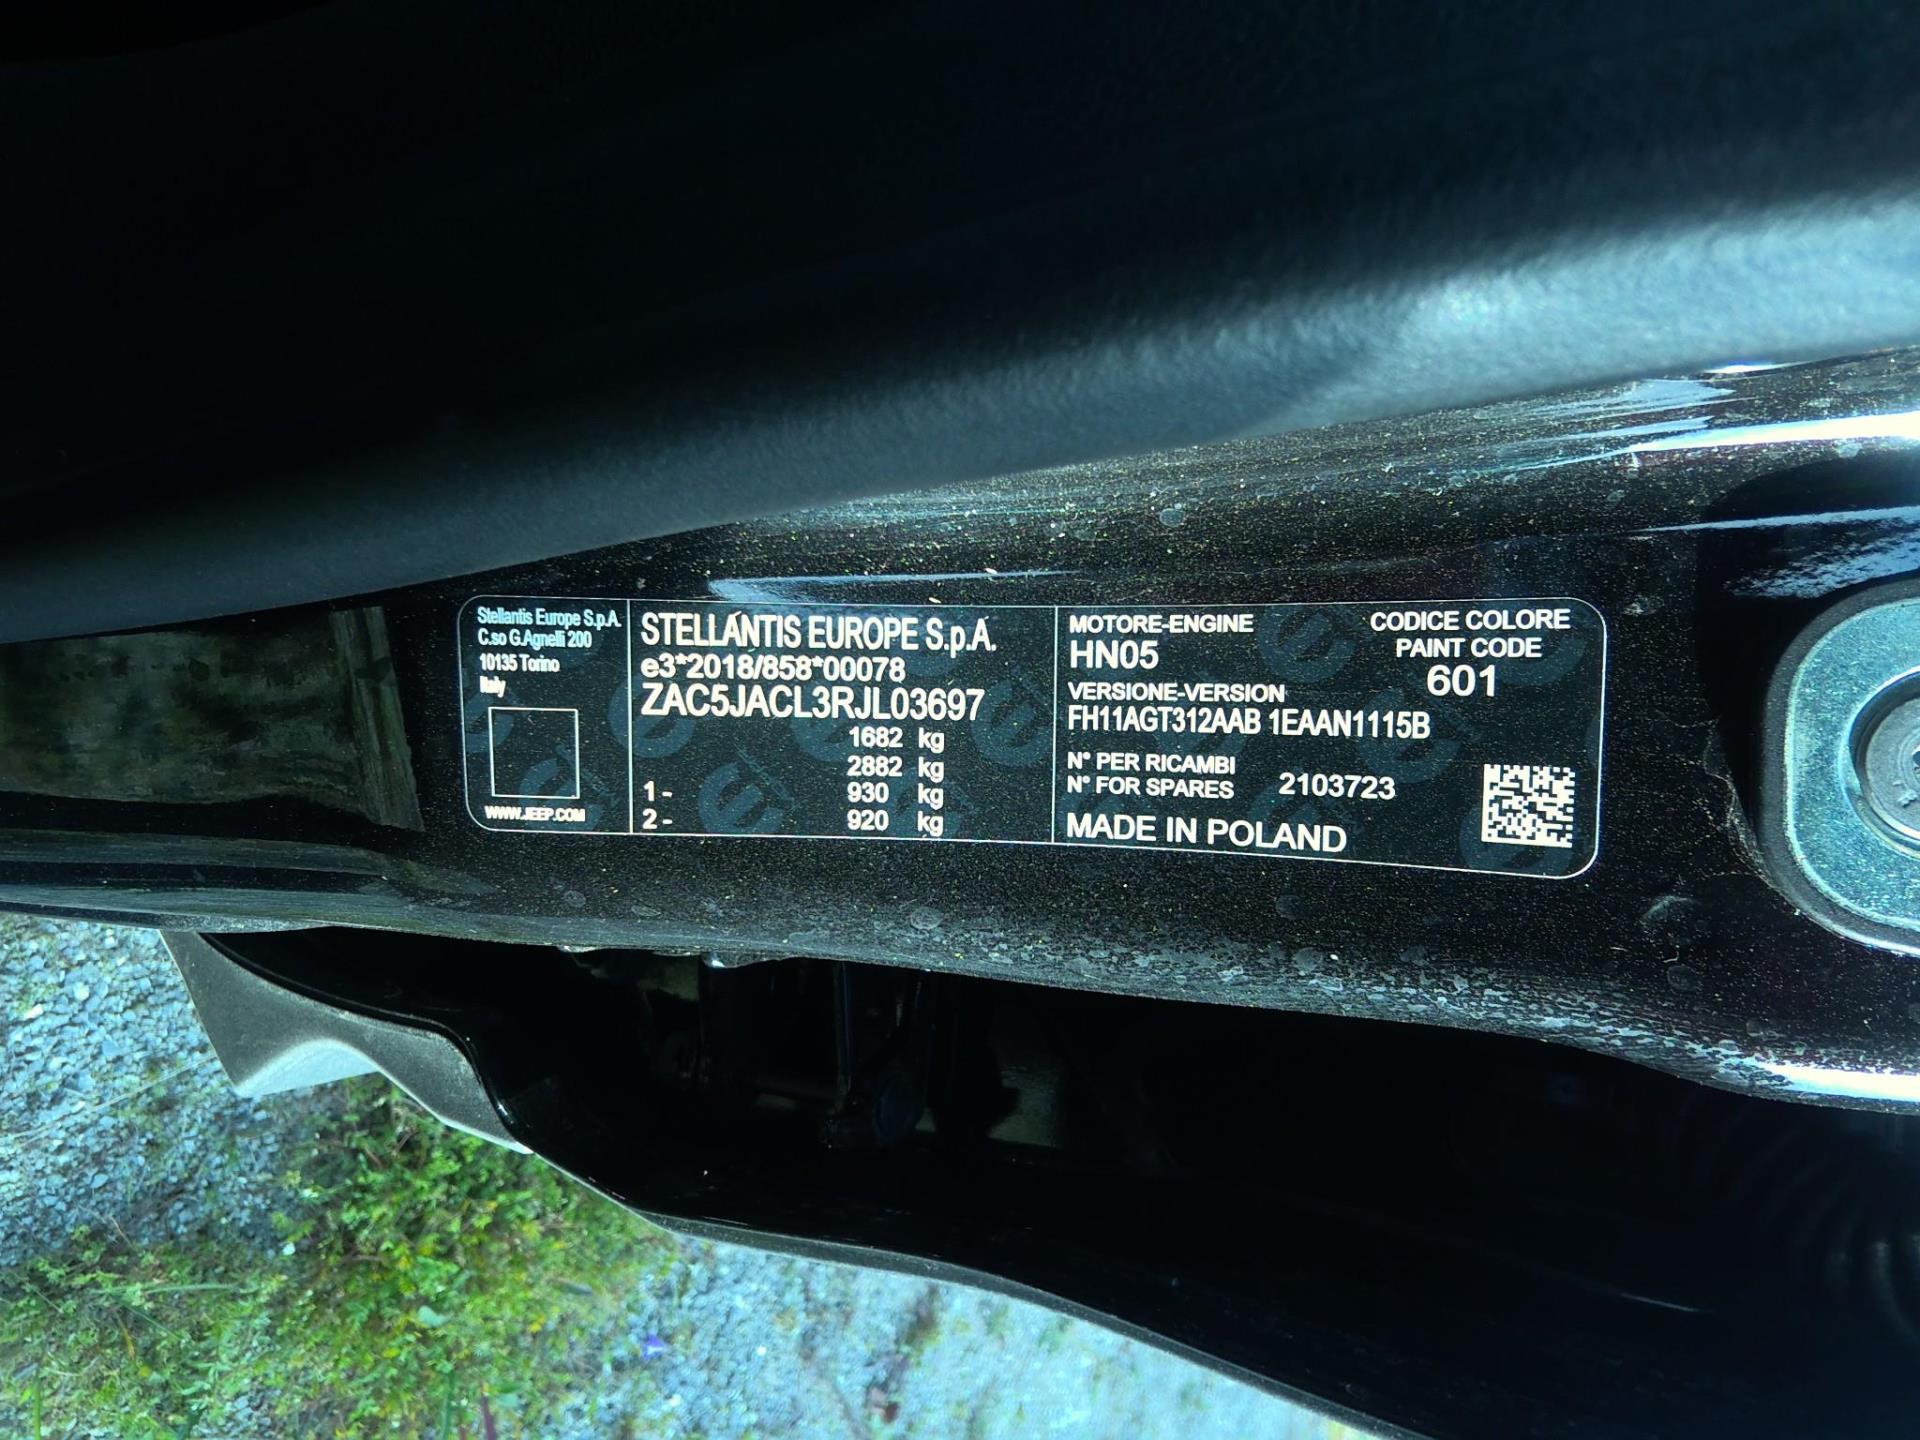 Stellantis Europe S.p.A.
C.so G.Agnelli 200
10135 Torino
Italy
WWW.JEEP.COM
STELLANTIS EUROPE S.p.A.
e3*2018/858*00078
ZAC5JACL3RJL03697
1682 kg
2882 kg
1- 930 kg
2- 920 kg
MOTORE-ENGINE
HN05
VERSIONE-VERSION
FH11AGT312AAB 1EAAN1115B
N° PER RICAMBI
N° FOR SPARES 2103723
MADE IN POLAND
CODICE COLORE
PAINT CODE
601